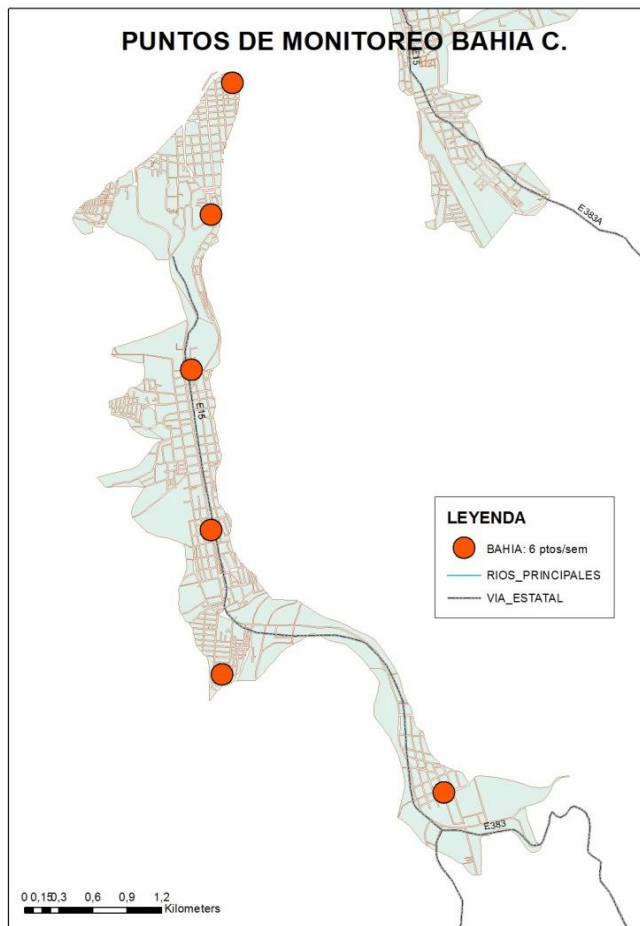 PUNTOS DE MONITOREO BAHIA C.
E15
E383A
E15
LEYENDA
BAHIA: 6 ptos/sem
RIOS_PRINCIPALES
VIA_ESTATAL
E383
0 0,15 0,3 0,6 0,9 1,2
Kilometers